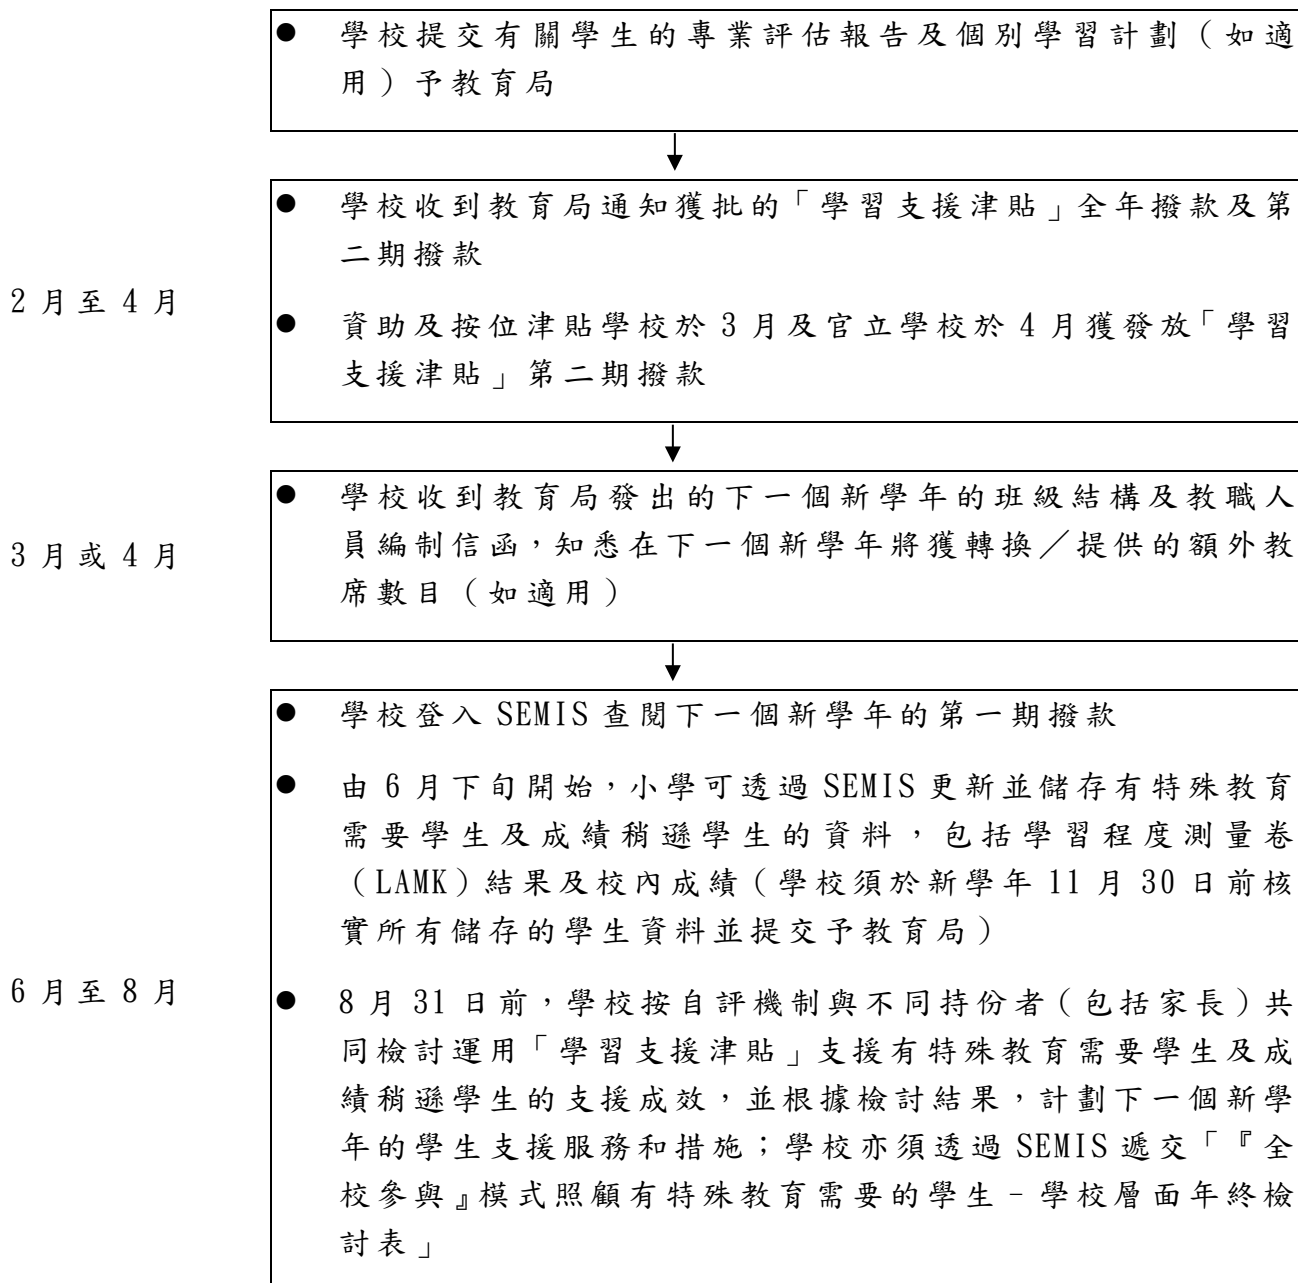 ● 學校提交有關學生的專業評估報告及個別學習計劃（如適
用）予教育局
2 月至 4 月
● 學校收到教育局通知獲批的「學習支援津貼」全年撥款及第
二期撥款
● 資助及按位津貼學校於 3 月及官立學校於 4 月獲發放「學習
支援津貼」第二期撥款
3 月或 4 月
● 學校收到教育局發出的下一個新學年的班級結構及教職人
員編制信函，知悉在下一個新學年將獲轉換／提供的額外教
席數目（如適用）
6 月至 8 月
● 學校登入 SEMIS 查閱下一個新學年的第一期撥款
● 由 6 月下旬開始，小學可透過 SEMIS 更新並儲存有特殊教育
需要學生及成績稍遜學生的資料，包括學習程度測量卷
（LAMK）結果及校內成績（學校須於新學年 11 月 30 日前核
實所有儲存的學生資料並提交予教育局）
● 8 月 31 日前，學校按自評機制與不同持份者（包括家長）共
同檢討運用「學習支援津貼」支援有特殊教育需要學生及成
績稍遜學生的支援成效，並根據檢討結果，計劃下一個新學
年的學生支援服務和措施；學校亦須透過 SEMIS 遞交「『全
校參與』模式照顧有特殊教育需要的學生 – 學校層面年終檢
討表」